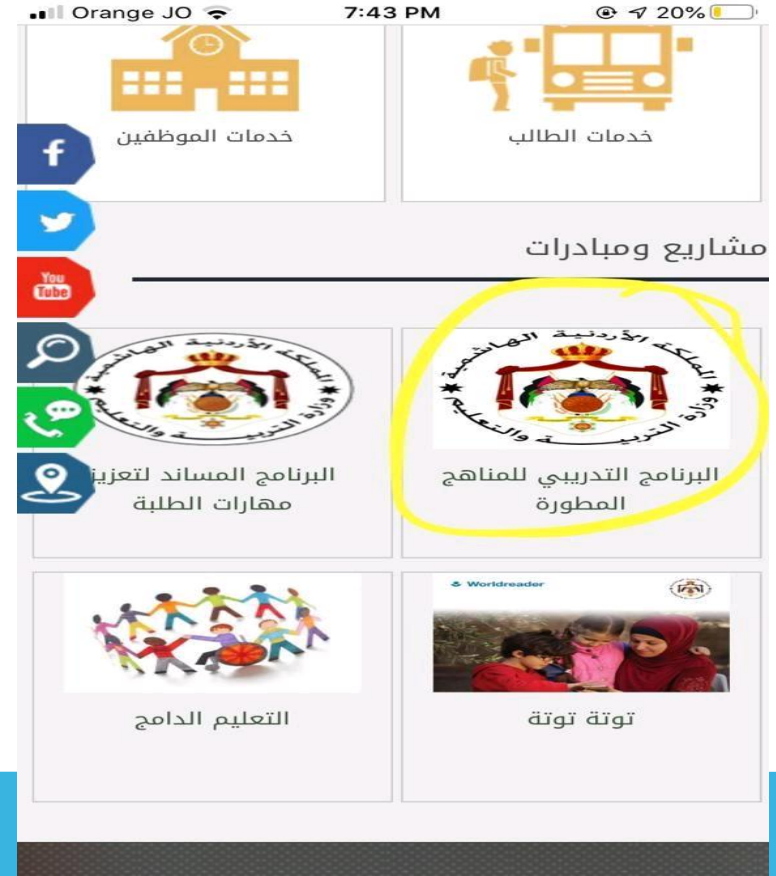 Orange JO
7:43 PM
20%
خدمات الطالب
خدمات الموظفين
f
You
Tube
مشاريع ومبادرات
المملكة الأردنية الهاشمية
وزارة التربية والتعليم
البرنامج التدريبي للمناهج
المطورة
المملكة الأردنية الهاشمية
وزارة التربية والتعليم
البرنامج المساند لتعزيز
مهارات الطلبة
Worldreader
توتة توتة
التعليم الدامج